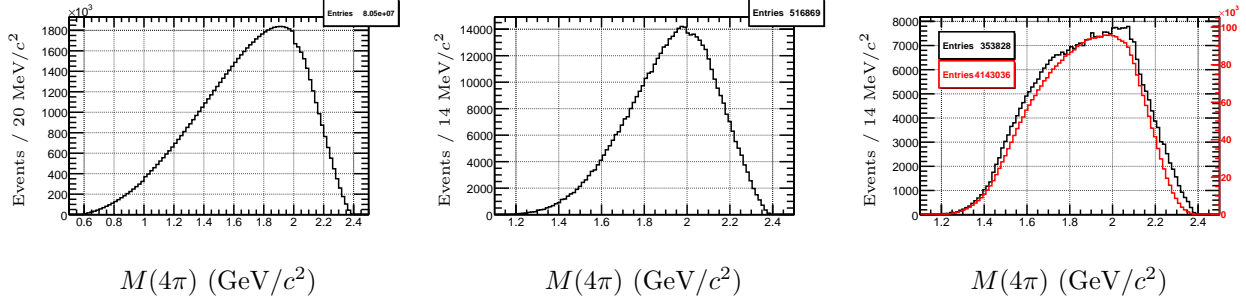 ×10³
Entries 8.05e+07
Events / 20 MeV/c²
1800
1600
1400
1200
1000
800
600
400
200
0
0.6 0.8 1 1.2 1.4 1.6 1.8 2 2.2 2.4
M(4π) (GeV/c²)
Entries 516869
Events / 14 MeV/c²
14000
12000
10000
8000
6000
4000
2000
0
1.2 1.4 1.6 1.8 2 2.2 2.4
M(4π) (GeV/c²)
Entries 353828
Entries 4143036
Events / 14 MeV/c²
8000
7000
6000
5000
4000
3000
2000
1000
0
×10³
100
80
60
40
20
0
1.4 1.6 1.8 2.0 2.2 2.4
M(4π) (GeV/c²)